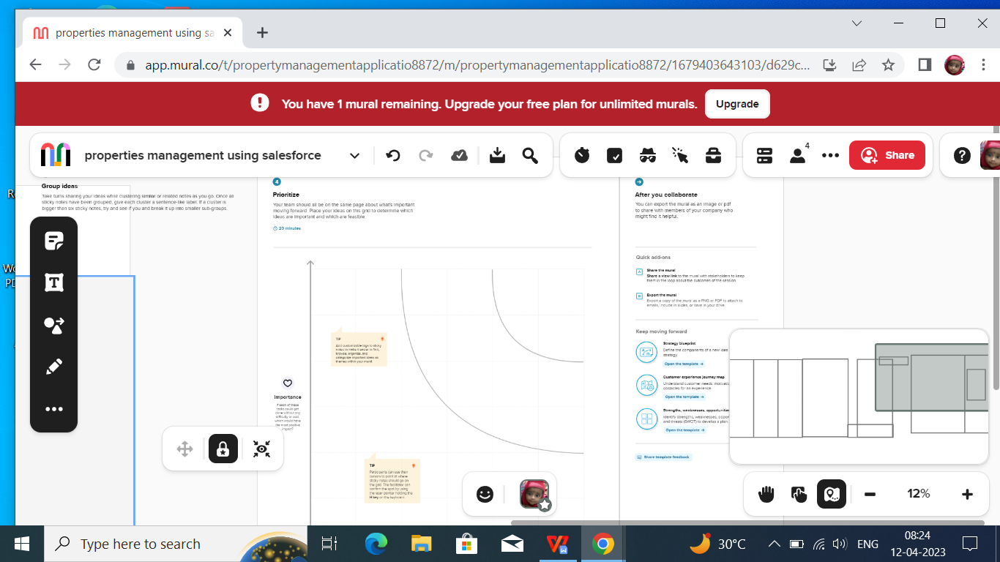 properties management using sa
app.mural.co/t/propertymanagementapplicatio8872/m/propertymanagementapplicatio8872/1679403643103/d629c...
You have 1 mural remaining. Upgrade your free plan for unlimited murals.
Upgrade
properties management using salesforce
4
Share
Group ideas
Take turns sharing your ideas while clustering similar or related notes as you go. Once all
sticky notes have been grouped, give each cluster a sentence-like label. If a cluster is
bigger than six sticky notes, try and see if you and break it up into smaller sub-groups.
4
Prioritize
Your team should all be on the same page about what's important
moving forward. Place your ideas on this grid to determine which
ideas are important and which are feasible.
20 minutes
TIP
Add customizable tags to sticky
notes to make it easier to find,
browse, organize, and
categorize important ideas as
themes within your mural.
Importance
If each of these
tasks could get
done without any
difficulty or cost,
which would have
the most positive
impact?
TIP
Participants can use their
cursors to point at where
sticky notes should go on
the grid. The facilitator can
confirm the spot by using
the laser pointer holding the
H key on the keyboard.
After you collaborate
You can export the mural as an image or pdf
to share with members of your company who
might find it helpful.
Quick add-ons
A
Share the mural
Share a view link to the mural with stakeholders to keep
them in the loop about the outcomes of the session.
B
Export the mural
Export a copy of the mural as a PNG or PDF to attach to
emails, include in slides, or save in your drive.
Keep moving forward
Strategy blueprint
Define the components of a new idea
strategy.
Open the template →
Customer experience journey map
Understand customer needs, motivatio
obstacles for an experience.
Open the template →
Strengths, weaknesses, opportunities
Identify strengths, weaknesses, oppor
and threats (SWOT) to develop a plan.
Open the template →
Share template feedback
12%
Type here to search
30°C
ENG
08:24
12-04-2023